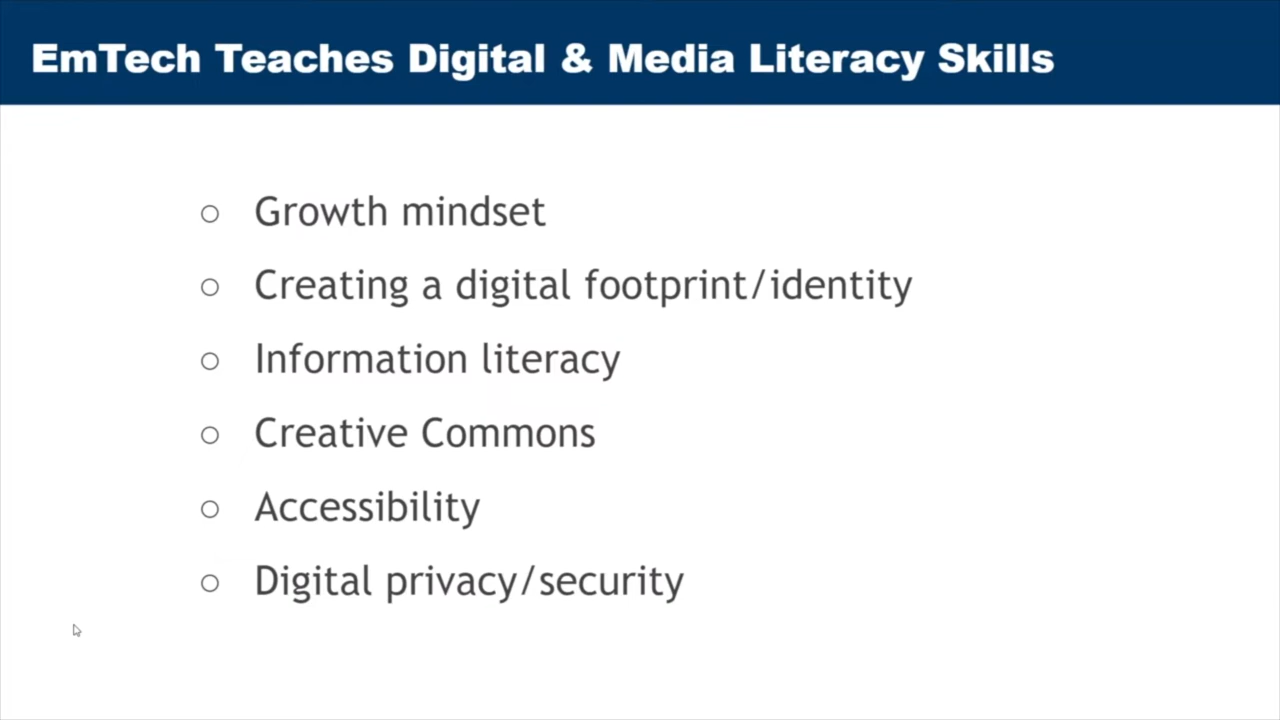 EmTech Teaches Digital & Media Literacy Skills
○ Growth mindset
○ Creating a digital footprint/identity
○ Information literacy
○ Creative Commons
○ Accessibility
○ Digital privacy/security